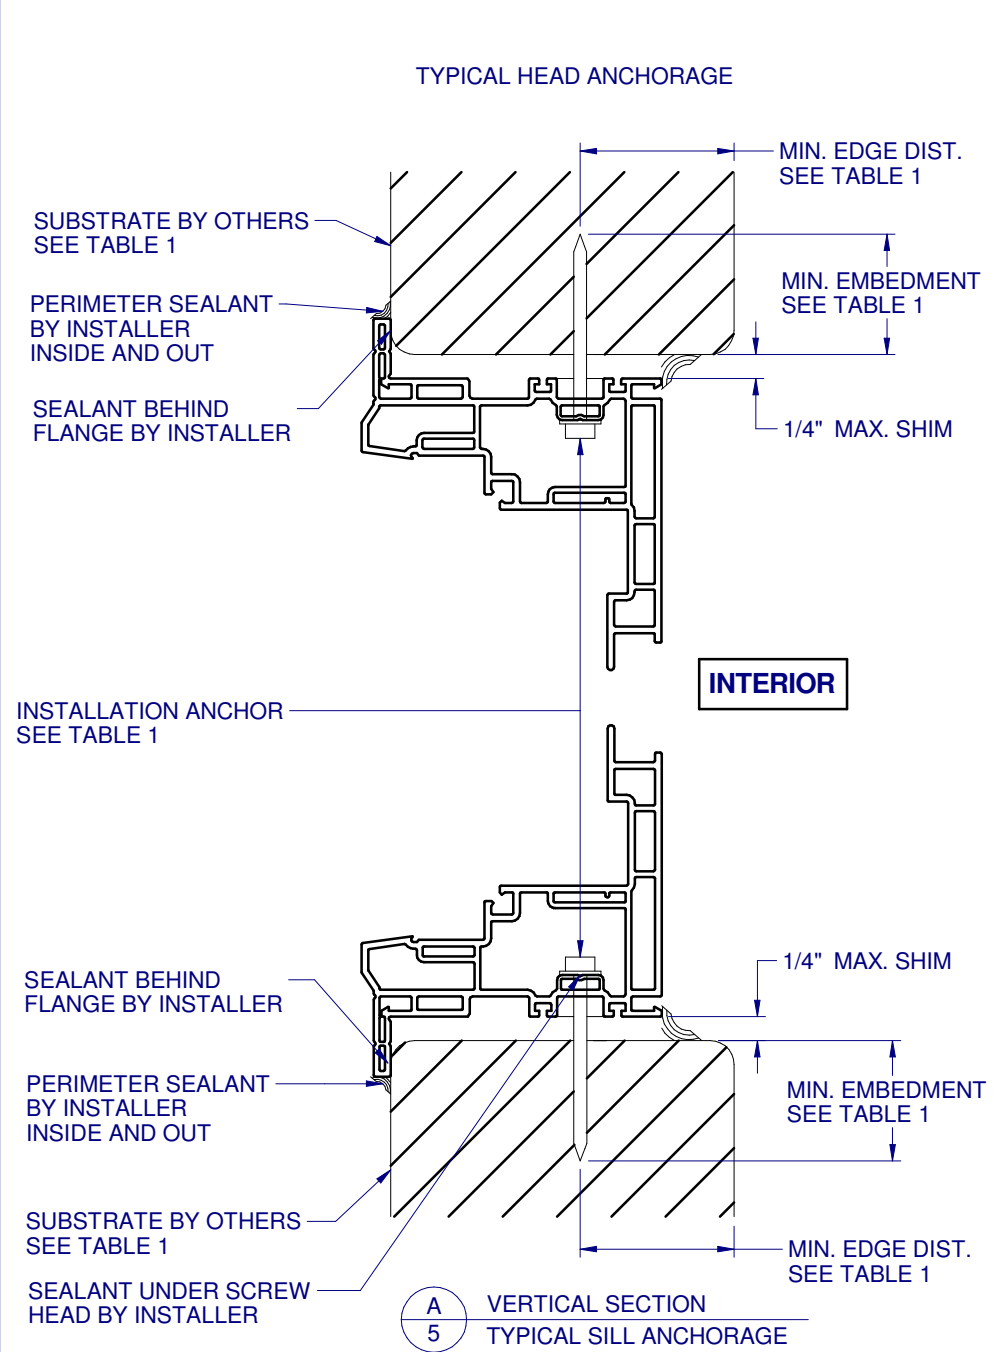 TYPICAL HEAD ANCHORAGE
MIN. EDGE DIST.
SEE TABLE 1
SUBSTRATE BY OTHERS
SEE TABLE 1
MIN. EMBEDMENT
SEE TABLE 1
PERIMETER SEALANT
BY INSTALLER
INSIDE AND OUT
SEALANT BEHIND
FLANGE BY INSTALLER
1/4" MAX. SHIM
INTERIOR
INSTALLATION ANCHOR
SEE TABLE 1
1/4" MAX. SHIM
SEALANT BEHIND
FLANGE BY INSTALLER
PERIMETER SEALANT
BY INSTALLER
INSIDE AND OUT
MIN. EMBEDMENT
SEE TABLE 1
SUBSTRATE BY OTHERS
SEE TABLE 1
MIN. EDGE DIST.
SEE TABLE 1
SEALANT UNDER SCREW
HEAD BY INSTALLER
A
5
VERTICAL SECTION
TYPICAL SILL ANCHORAGE